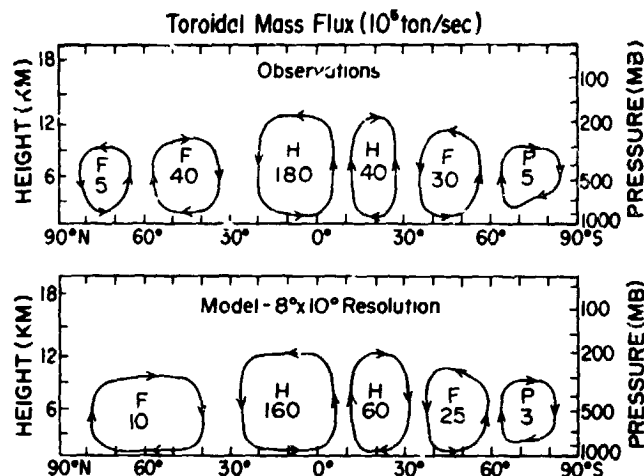 Toroidal Mass Flux (10⁵ ton/sec)
Observations
HEIGHT (KM)
18
12
6
F 5
F 40
H 180
H 40
F 30
P 5
100
200
500
1000
PRESSURE (MB)
90°N 60° 30° 0° 30° 60° 90°S
Model - 8°x10° Resolution
HEIGHT (KM)
18
12
6
F 10
H 160
H 60
F 25
P 3
100
200
500
1000
PRESSURE (MB)
90°N 60° 30° 0° 30° 60° 90°S